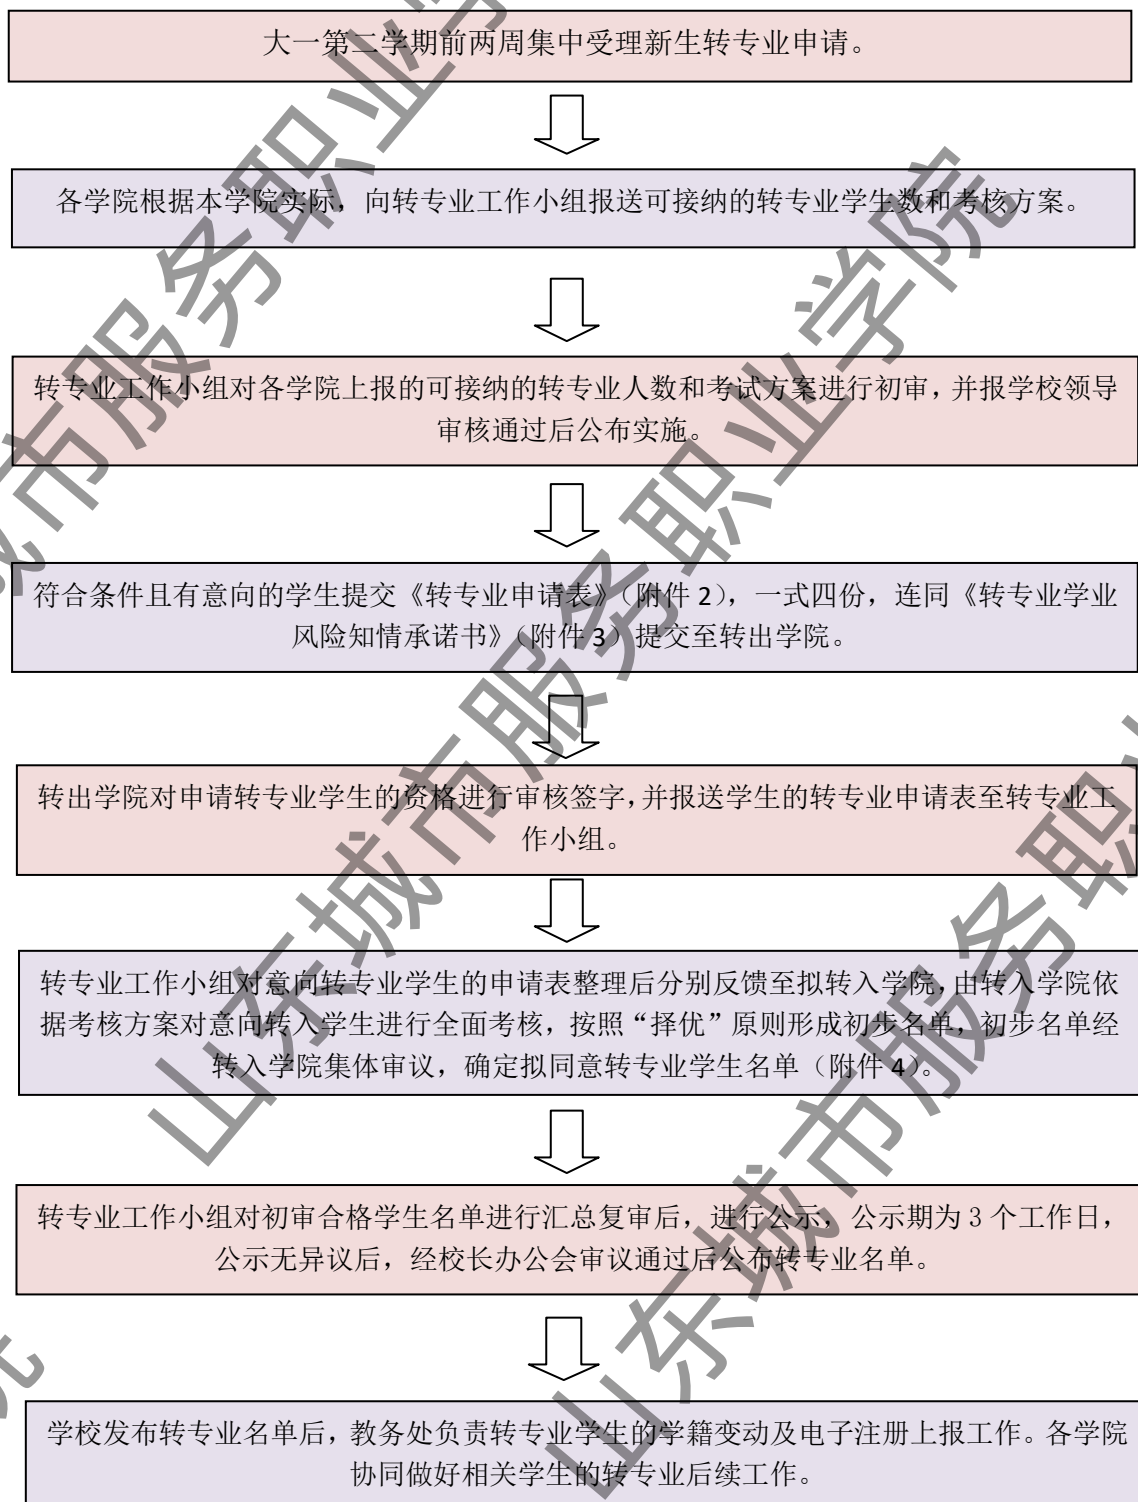 大一第二学期前两周集中受理新生转专业申请。
各学院根据本学院实际，向转专业工作小组报送可接纳的转专业学生数和考核方案。
转专业工作小组对各学院上报的可接纳的转专业人数和考试方案进行初审，并报学校领导
审核通过后公布实施。
符合条件且有意向的学生提交《转专业申请表》（附件 2），一式四份，连同《转专业学业
风险知情承诺书》（附件 3）提交至转出学院。
转出学院对申请转专业学生的资格进行审核签字，并报送学生的转专业申请表至转专业工
作小组。
转专业工作小组对意向转专业学生的申请表整理后分别反馈至拟转入学院，由转入学院依
据考核方案对意向转入学生进行全面考核，按照“择优”原则形成初步名单，初步名单经
转入学院集体审议，确定拟同意转专业学生名单（附件 4）。
转专业工作小组对初审合格学生名单进行汇总复审后，进行公示，公示期为 3 个工作日，
公示无异议后，经校长办公会审议通过后公布转专业名单。
学校发布转专业名单后，教务处负责转专业学生的学籍变动及电子注册上报工作。各学院
协同做好相关学生的转专业后续工作。
城市服务职业学
山东城市服务职业学院
山东城市服务职业
院